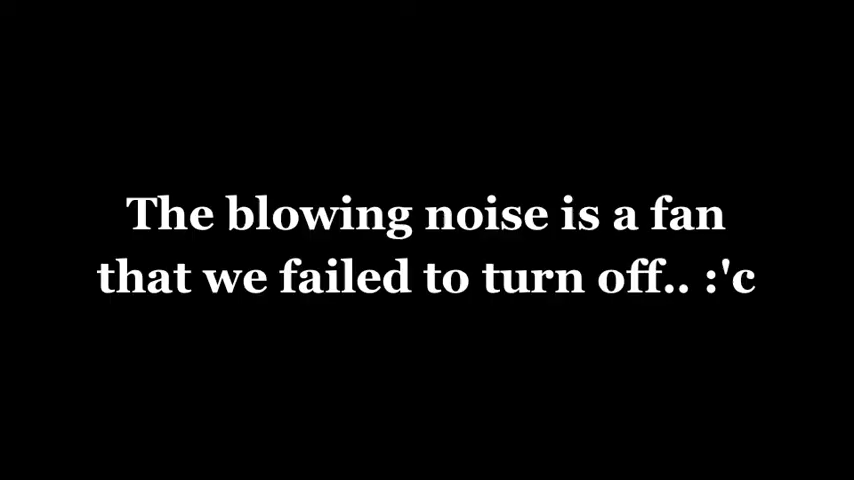 The blowing noise is a fan
that we failed to turn off.. :'c